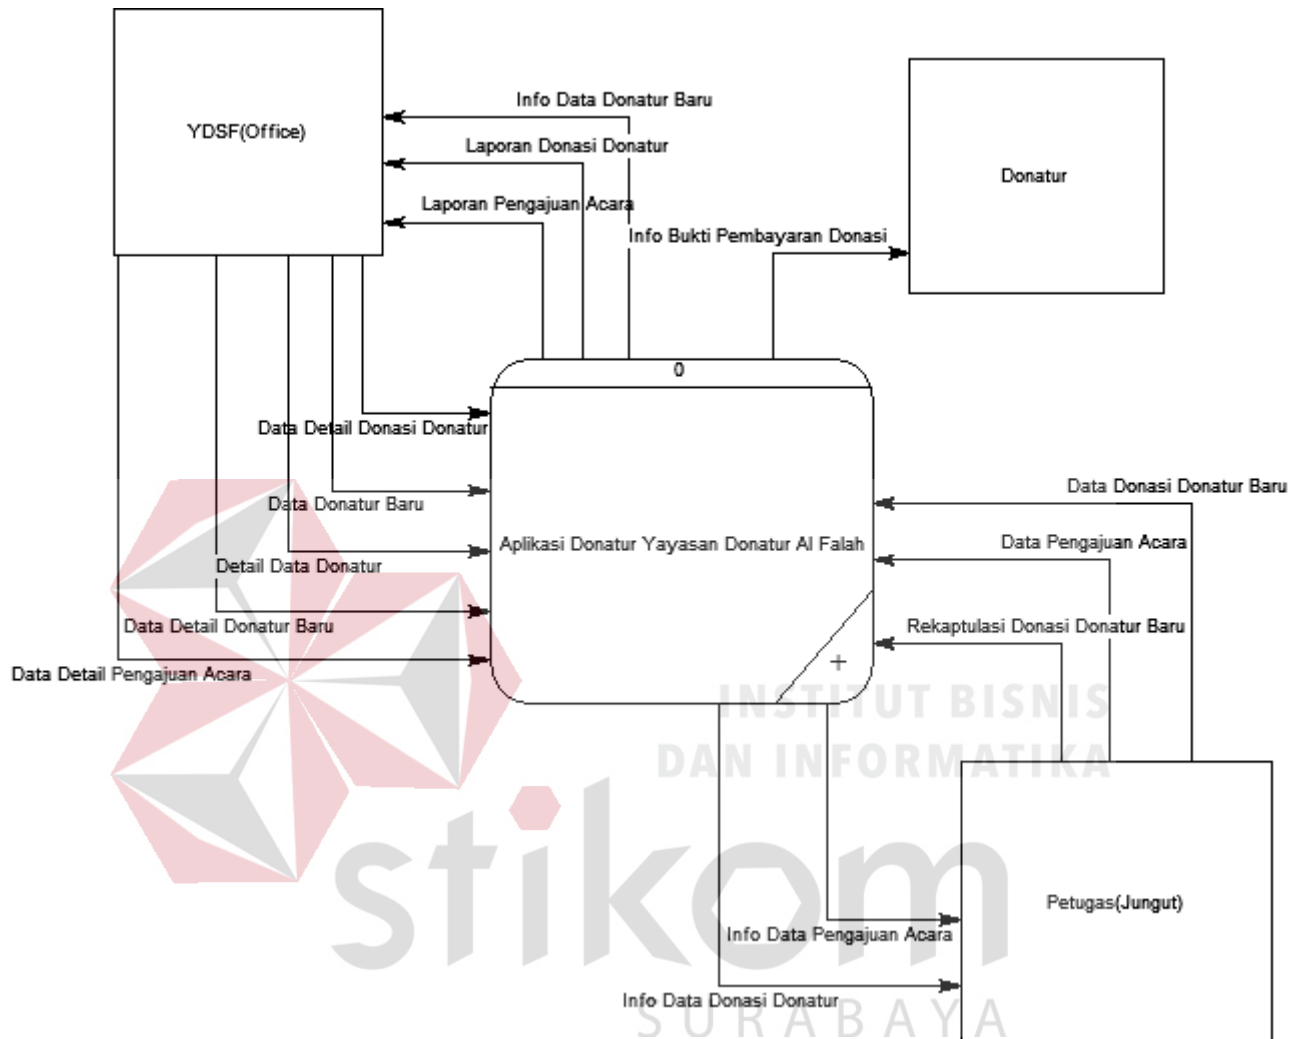 YDSF(Office)
Info Data Donatur Baru
Laporan Donasi Donatur
Laporan Pengajuan Acara
Donatur
Info Bukti Pembayaran Donasi
0
Data Detail Donasi Donatur
Data Donatur Baru
Detail Data Donatur
Data Detail Donatur Baru
Data Detail Pengajuan Acara
Aplikasi Donatur Yayasan Donatur Al Falah
+
Data Donasi Donatur Baru
Data Pengajuan Acara
Rekaptulasi Donasi Donatur Baru
INSTITUT BISNIS
DAN INFORMATIKA
stikom
SURABAYA
Petugas(Jungut)
Info Data Pengajuan Acara
Info Data Donasi Donatur